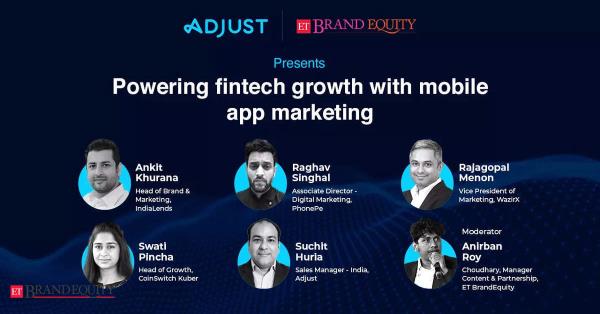 ADJUST
ET BRAND EQUITY
Presents
Powering fintech growth with mobile
app marketing
Ankit
Khurana
Head of Brand &
Marketing,
IndiaLends
Raghav
Singhal
Associate Director -
Digital Marketing,
PhonePe
Rajagopal
Menon
Vice President of
Marketing, WazirX
Swati
Pincha
Head of Growth,
CoinSwitch Kuber
Suchit
Huria
Sales Manager - India,
Adjust
Moderator
Anirban
Roy
Choudhary, Manager
Content & Partnership,
ET BrandEquity
ET BRAND EQUITY